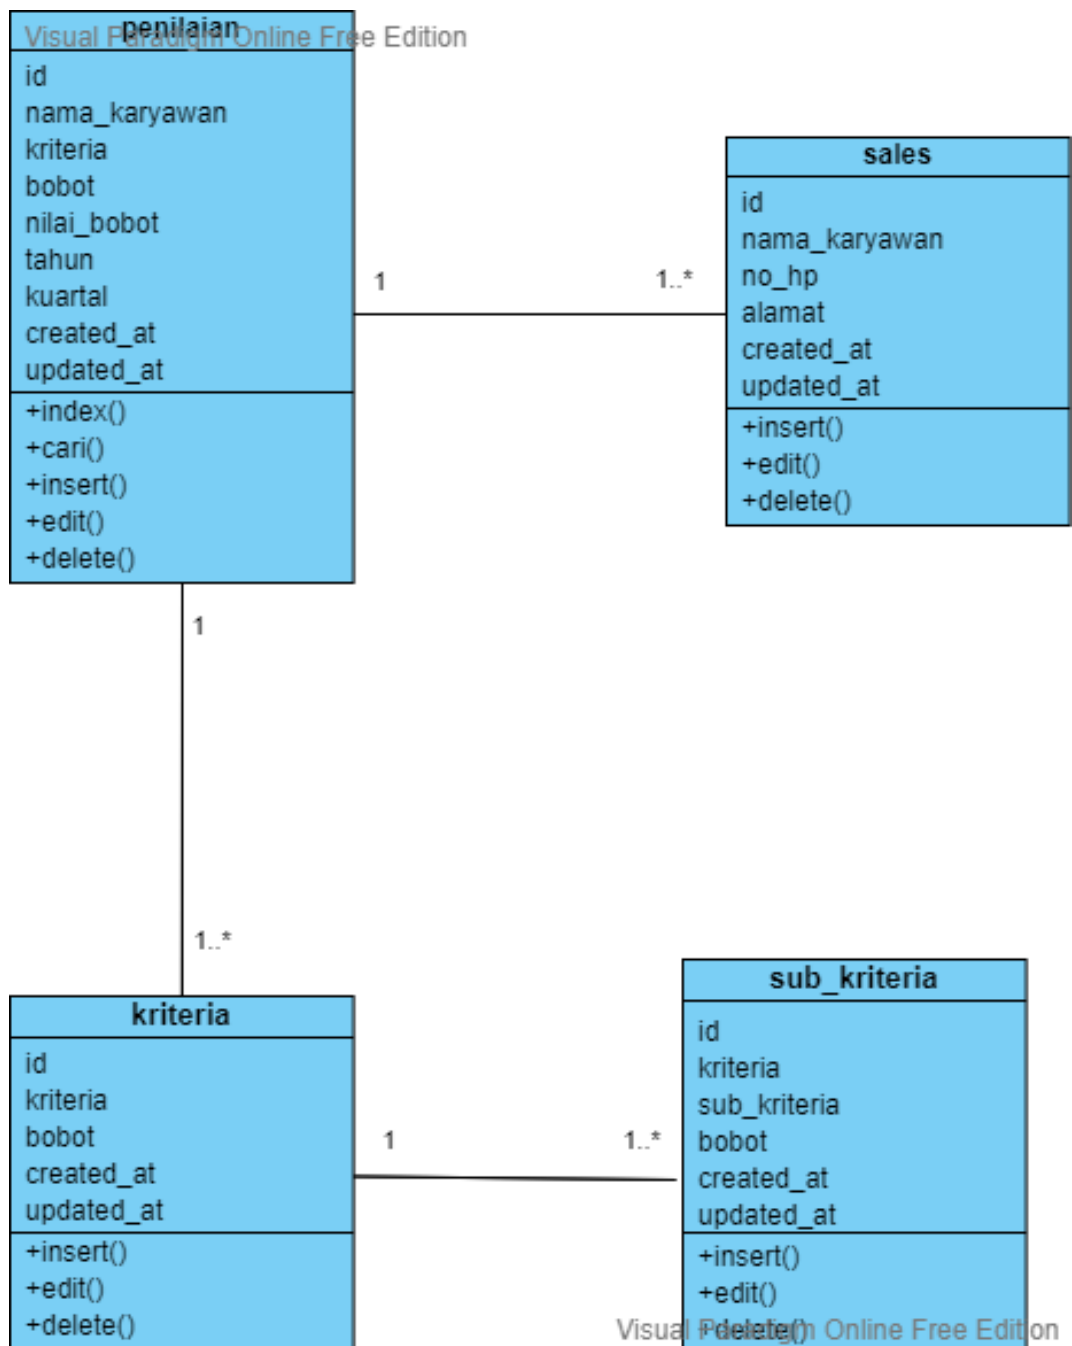 penilaian
Visual Paradigm Online Free Edition
id
nama_karyawan
kriteria
bobot
nilai_bobot
tahun
kuartal
created_at
updated_at
+index()
+cari()
+insert()
+edit()
+delete()
sales
id
nama_karyawan
no_hp
alamat
created_at
updated_at
+insert()
+edit()
+delete()
1
1..*
1
1..*
kriteria
id
kriteria
bobot
created_at
updated_at
+insert()
+edit()
+delete()
1
1..*
sub_kriteria
id
kriteria
sub_kriteria
bobot
created_at
updated_at
+insert()
+edit()
+delete()
Visual Paradigm Online Free Edition